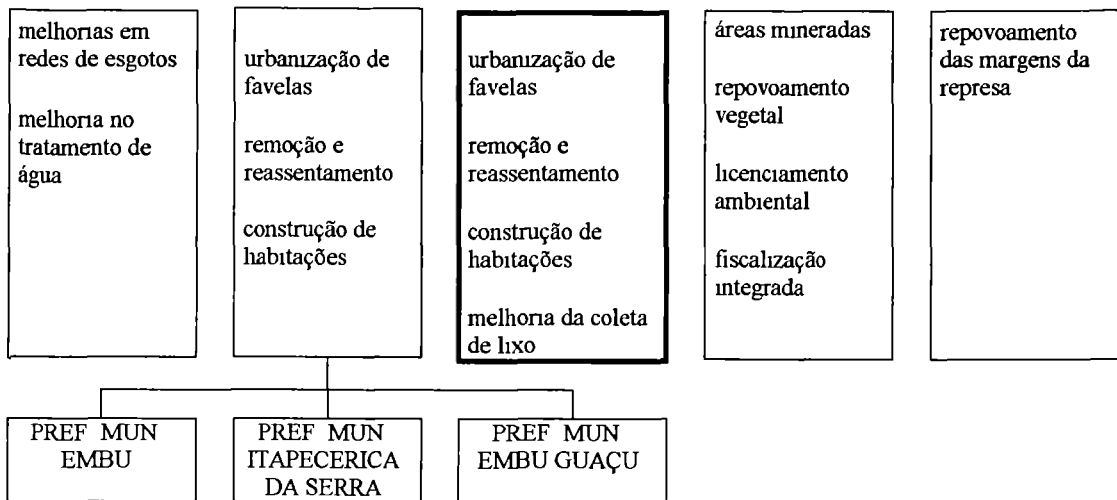 melhorias em
redes de esgotos
melhoria no
tratamento de
água
urbanização de
favelas
remoção e
reassentamento
construção de
habitações
urbanização de
favelas
remoção e
reassentamento
construção de
habitações
melhoria da coleta
de lixo
áreas mineradas
repovoamento
vegetal
licenciamento
ambiental
fiscalização
integrada
repovoamento
das margens da
represa
PREF MUN
EMBU
PREF MUN
ITAPECERICA
DA SERRA
PREF MUN
EMBU GUAÇU